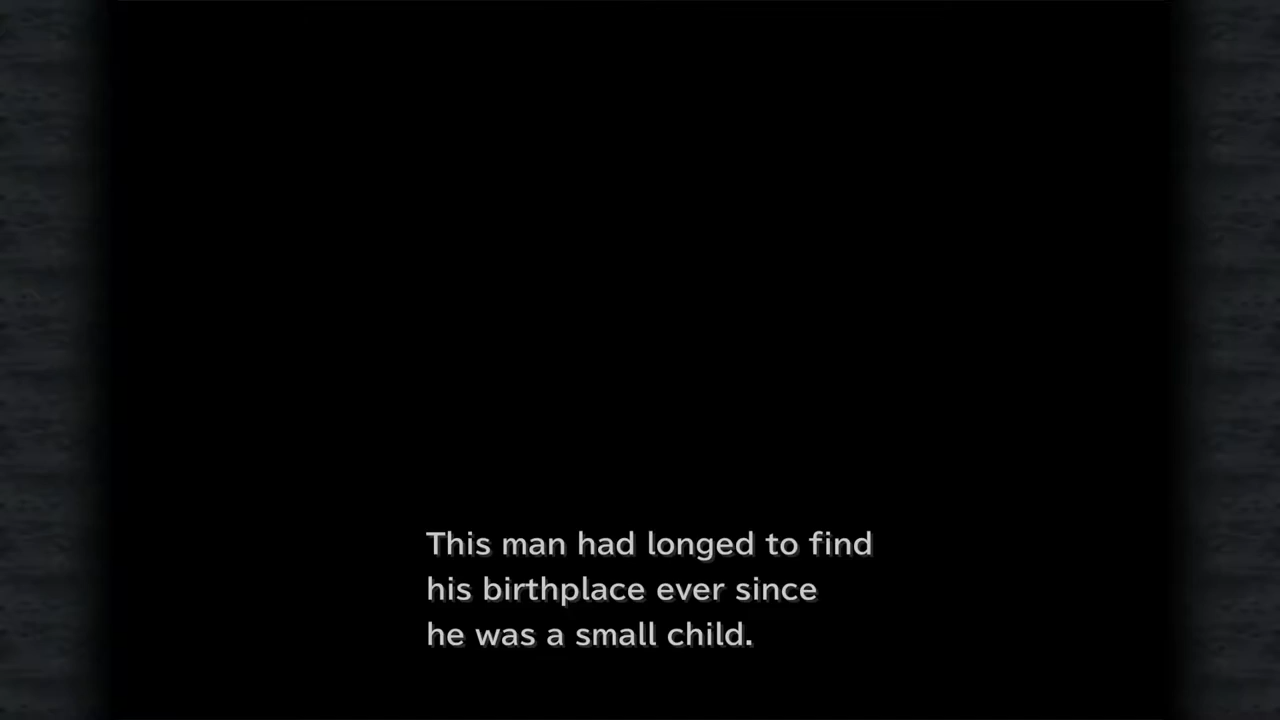 This man had longed to find
his birthplace ever since
he was a small child.